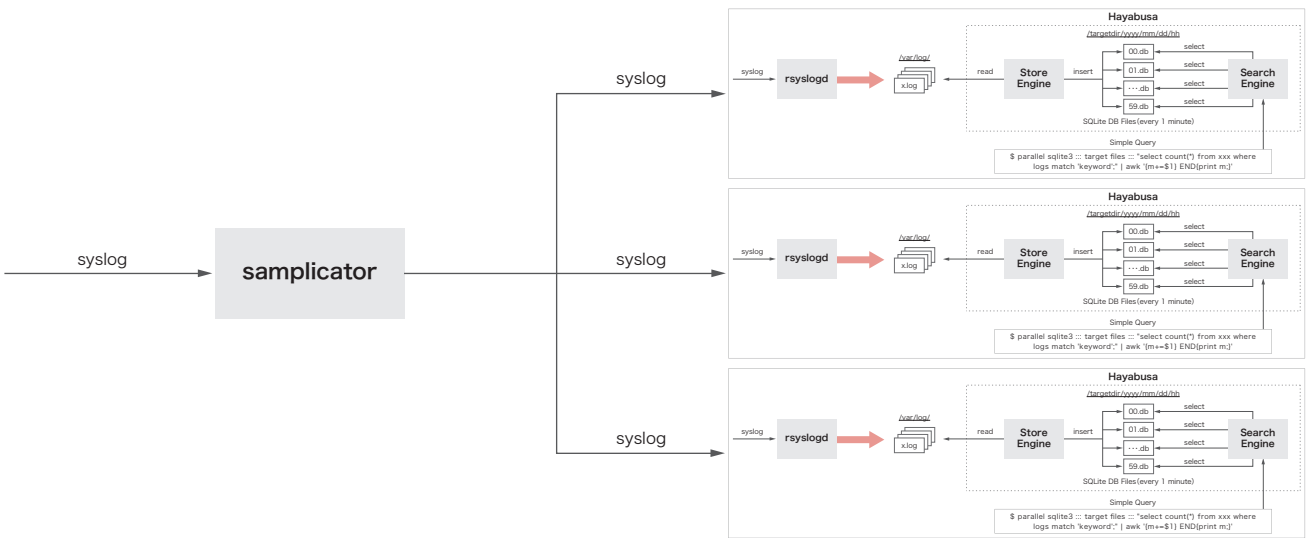 syslog
samplicator
syslog
syslog
syslog
Hayabusa
/targetdir/yyyy/mm/dd/hh
syslog
rsyslogd
/var/log/
x.log
read
Store
Engine
insert
00.db
01.db
….db
59.db
select
select
select
select
Search
Engine
SQLite DB Files(every 1 minute)
Simple Query
$ parallel sqlite3 ::: target files ::: "select count(*) from xxx where
logs match 'keyword';" | awk '{m+=$1} END{print m;}'
Hayabusa
/targetdir/yyyy/mm/dd/hh
syslog
rsyslogd
/var/log/
x.log
read
Store
Engine
insert
00.db
01.db
….db
59.db
select
select
select
select
Search
Engine
SQLite DB Files(every 1 minute)
Simple Query
$ parallel sqlite3 ::: target files ::: "select count(*) from xxx where
logs match 'keyword';" | awk '{m+=$1} END{print m;}'
Hayabusa
/targetdir/yyyy/mm/dd/hh
syslog
rsyslogd
/var/log/
x.log
read
Store
Engine
insert
00.db
01.db
….db
59.db
select
select
select
select
Search
Engine
SQLite DB Files(every 1 minute)
Simple Query
$ parallel sqlite3 ::: target files ::: "select count(*) from xxx where
logs match 'keyword';" | awk '{m+=$1} END{print m;}'